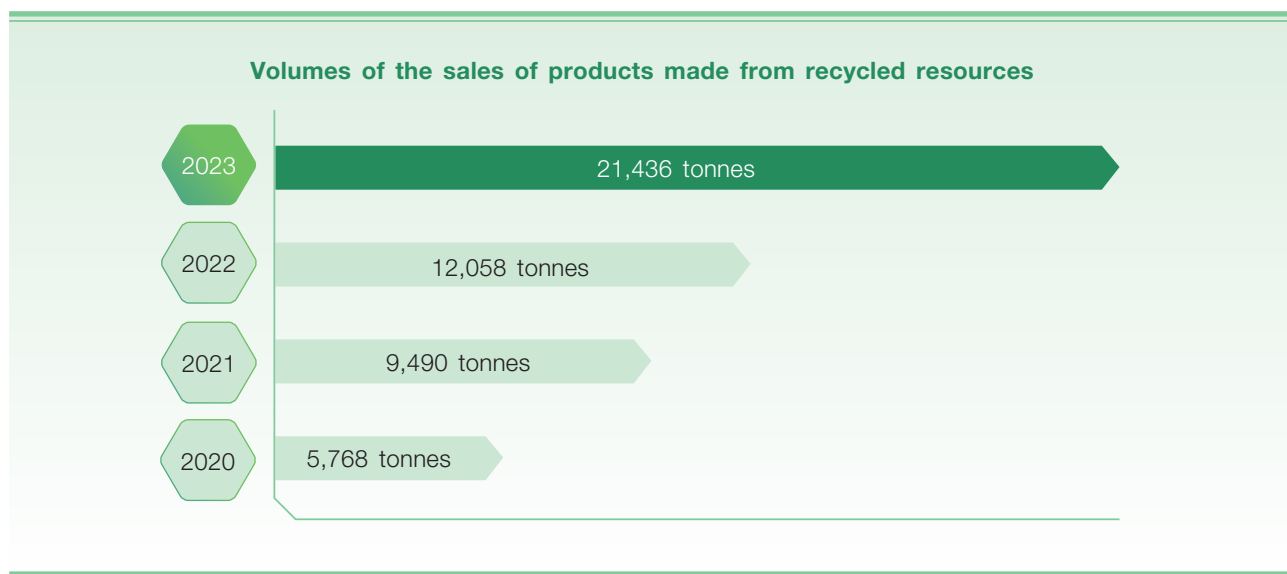 Volumes of the sales of products made from recycled resources
2023
21,436 tonnes
2022
12,058 tonnes
2021
9,490 tonnes
2020
5,768 tonnes